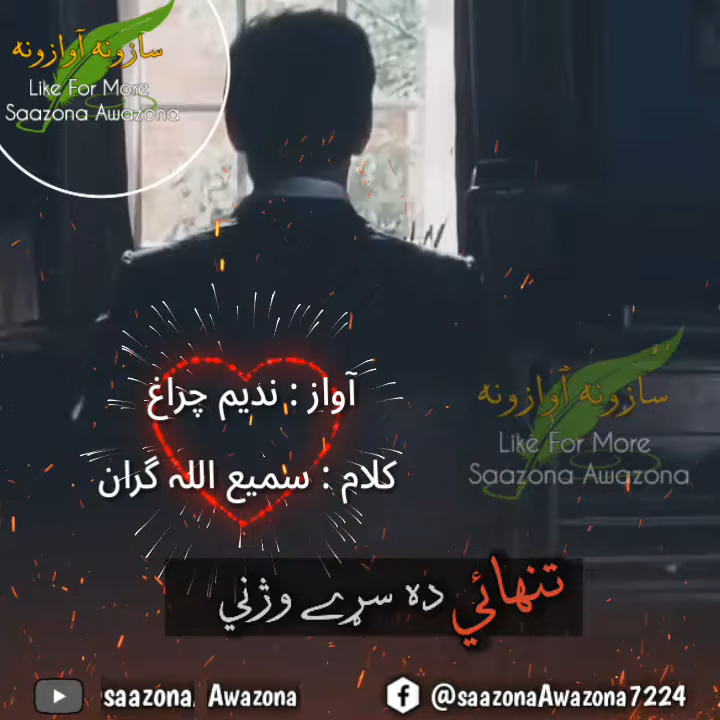 سازونه آوازونه
Like For More
Saazona Awazona
آواز : ندیم چراغ
کلام : سمیع اللہ گران
سازونه آوازونه
Like For More
Saazona Awazona
تنهائي ده سړے وژني
saazona Awazona
@saazonaAwazona7224